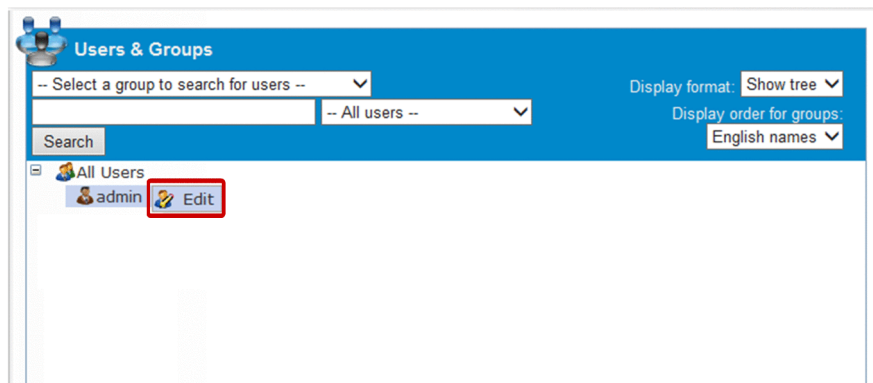 Users & Groups
-- Select a group to search for users --
Display format: Show tree
-- All users --
Display order for groups:
English names
Search
All Users
admin Edit